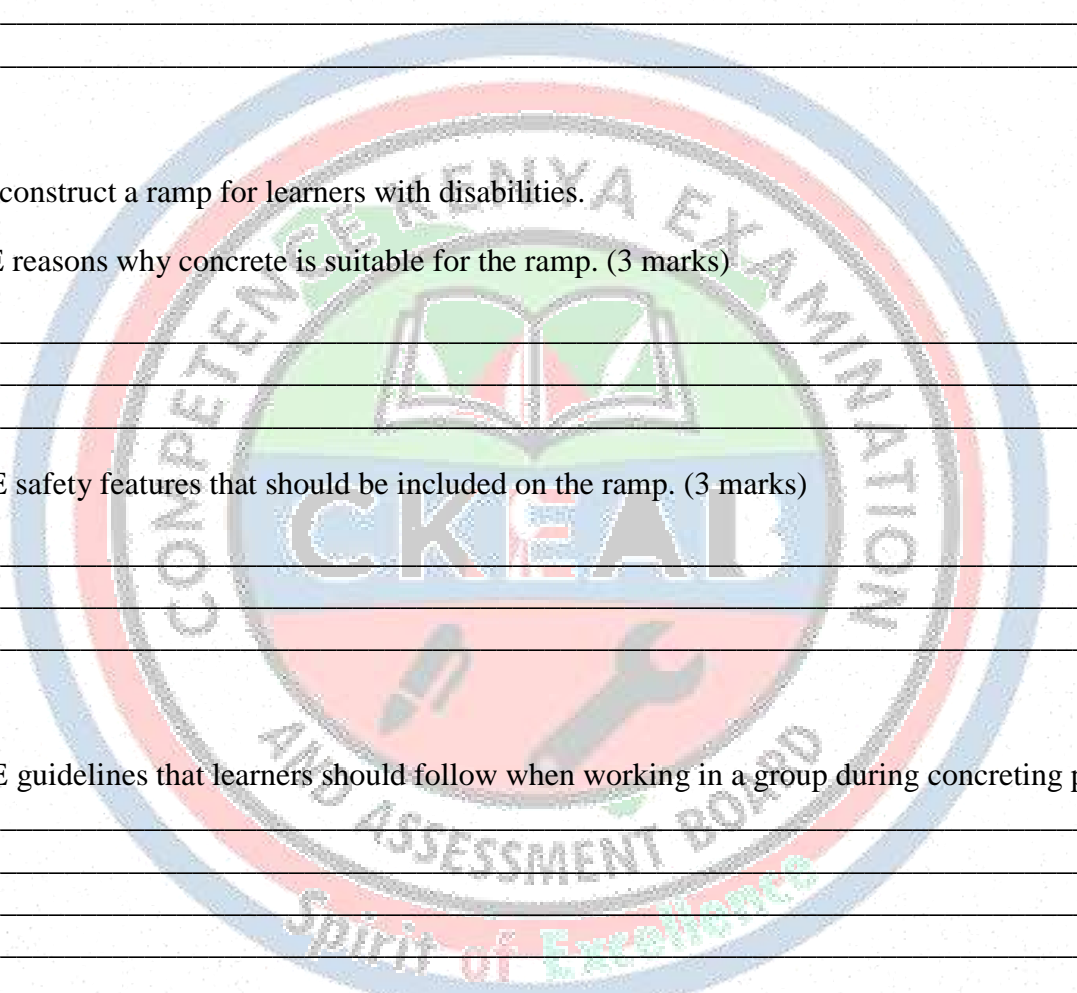 construct a ramp for learners with disabilities.
E reasons why concrete is suitable for the ramp. (3 marks)
E safety features that should be included on the ramp. (3 marks)
E guidelines that learners should follow when working in a group during concreting p
COMPETENCE KENYA EXAMINATION
CKEAB
AND ASSESSMENT BOARD
Spirit of Excellence